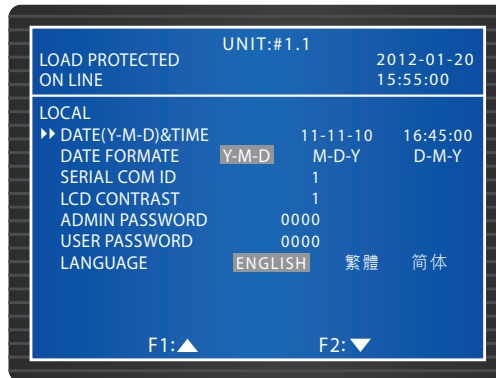 UNIT:#1.1
LOAD PROTECTED 2012-01-20
ON LINE 15:55:00
LOCAL
DATE(Y-M-D)&TIME 11-11-10 16:45:00
DATE FORMATE Y-M-D M-D-Y D-M-Y
SERIAL COM ID 1
LCD CONTRAST 1
ADMIN PASSWORD 0000
USER PASSWORD 0000
LANGUAGE ENGLISH 繁體 简体
F1:▲ F2:▼